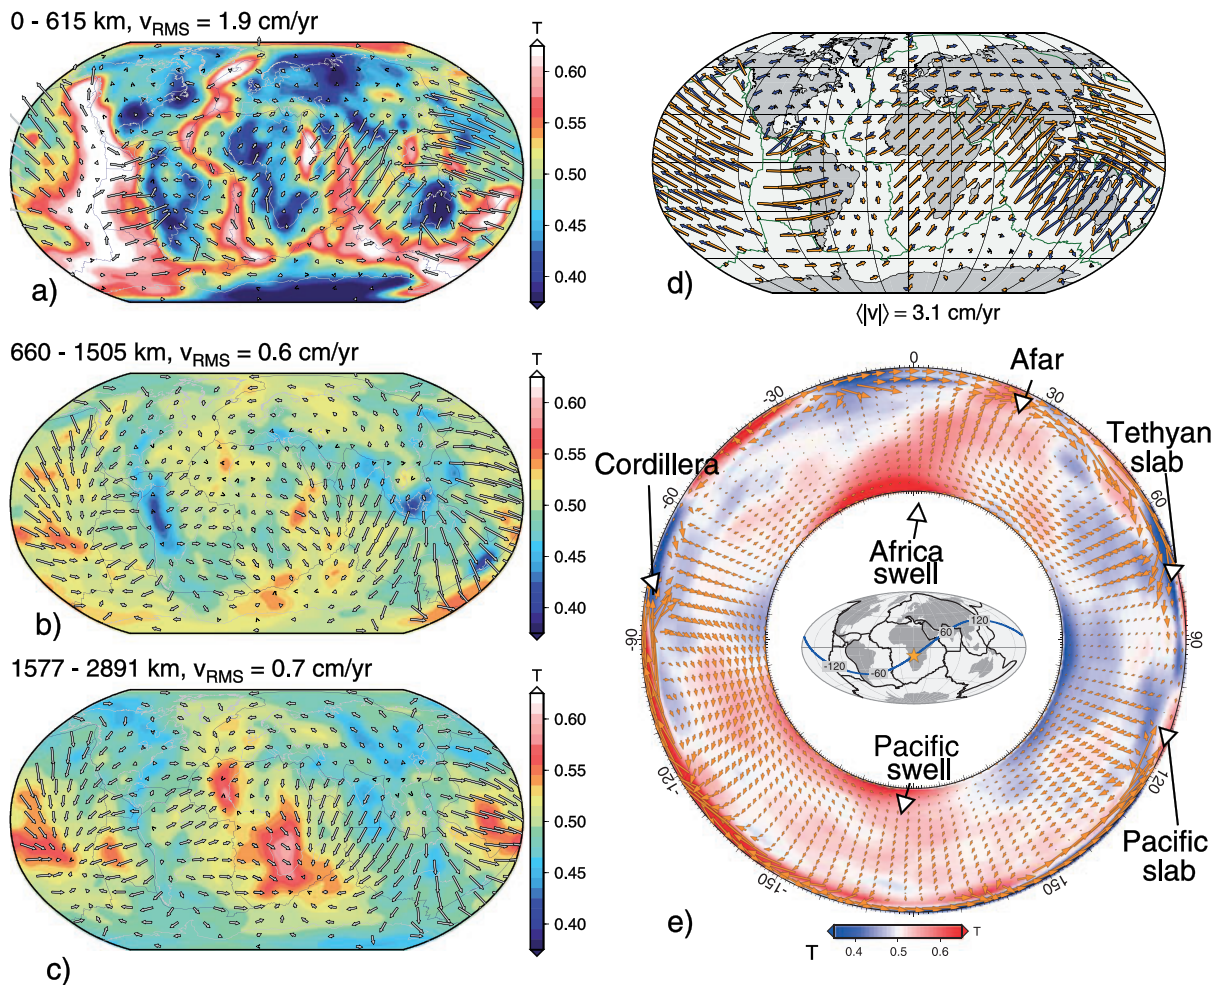 0 - 615 km, vRMS = 1.9 cm/yr
T
0.60
0.55
0.50
0.45
0.40
a)
d)
⟨|v|⟩ = 3.1 cm/yr
660 - 1505 km, vRMS = 0.6 cm/yr
T
0.60
0.55
0.50
0.45
0.40
b)
1577 - 2891 km, vRMS = 0.7 cm/yr
T
0.60
0.55
0.50
0.45
0.40
c)
0
30
60
90
120
150
-150
-120
-90
-60
-30
Afar
Tethyan
slab
Cordillera
Africa
swell
120
60
-120
-60
Pacific
swell
Pacific
slab
e)
T
T
0.4
0.5
0.6